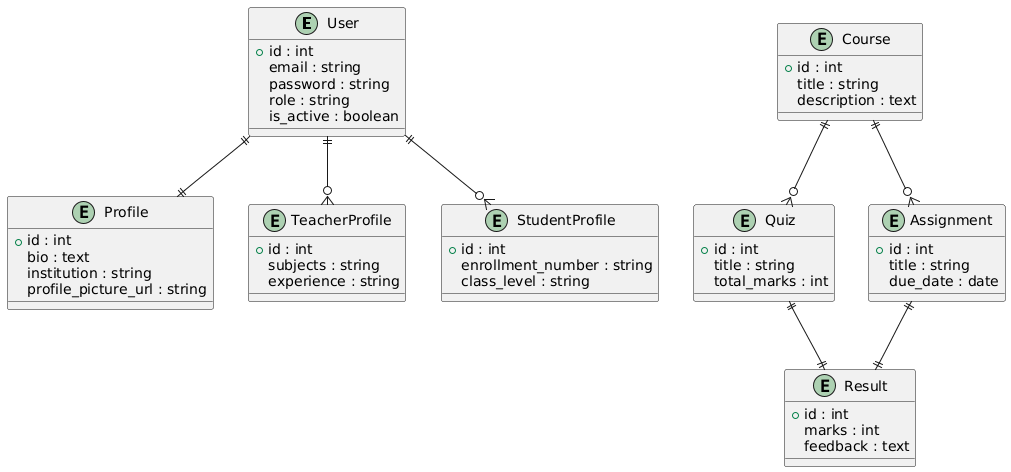 E User
id : int
email : string
password : string
role : string
is_active : boolean
E Course
id : int
title : string
description : text
E Profile
id : int
bio : text
institution : string
profile_picture_url : string
E TeacherProfile
id : int
subjects : string
experience : string
E StudentProfile
id : int
enrollment_number : string
class_level : string
E Quiz
id : int
title : string
total_marks : int
E Assignment
id : int
title : string
due_date : date
E Result
id : int
marks : int
feedback : text